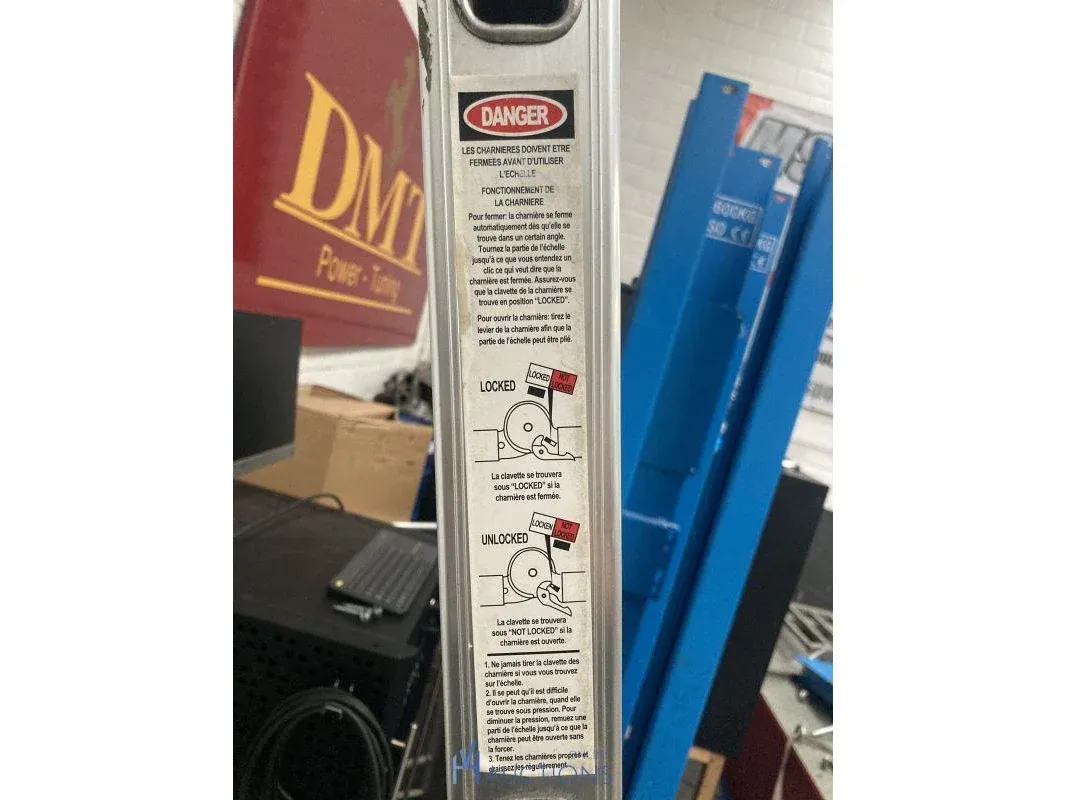 DANGER
LES CHARNIERES DOIVENT ETRE
FERMEES AVANT D'UTILISER
L'ECHELLE
FONCTIONNEMENT DE
LA CHARNIERE
Pour fermer: la charnière se ferme
automatiquement dès qu'elle se
trouve dans un certain angle.
Tournez la partie de l'échelle
jusqu'à ce que vous entendez un
clic ce qui veut dire que la
charnière est fermée. Assurez-vous
que la clavette de la charnière se
trouve en position "LOCKED".
Pour ouvrir la charnière: tirez le
levier de la charnière afin que la
partie de l'échelle peut être plié.
LOCKED
LOCKED
NOT
LOCKED
La clavette se trouvera
sous "LOCKED" si la
charnière est fermée.
UNLOCKED
LOCKEN
NOT
LOCKED
La clavette se trouvera
sous "NOT LOCKED" si la
charnière est ouverte.
1. Ne jamais tirer la clavette des
charnière si vous vous trouvez
sur l'échelle.
2. Il se peut qu'il est difficile
d'ouvrir la charnière, quand elle
se trouve sous pression. Pour
diminuer la pression, remuez une
parti de l'échelle jusqu'à ce que la
charnière peut être ouverte sans
la forcer.
3. Tenez les charnières propres et
graissez les régulièrement.
DMT
Power - Tuning
CE
AUCTIONS